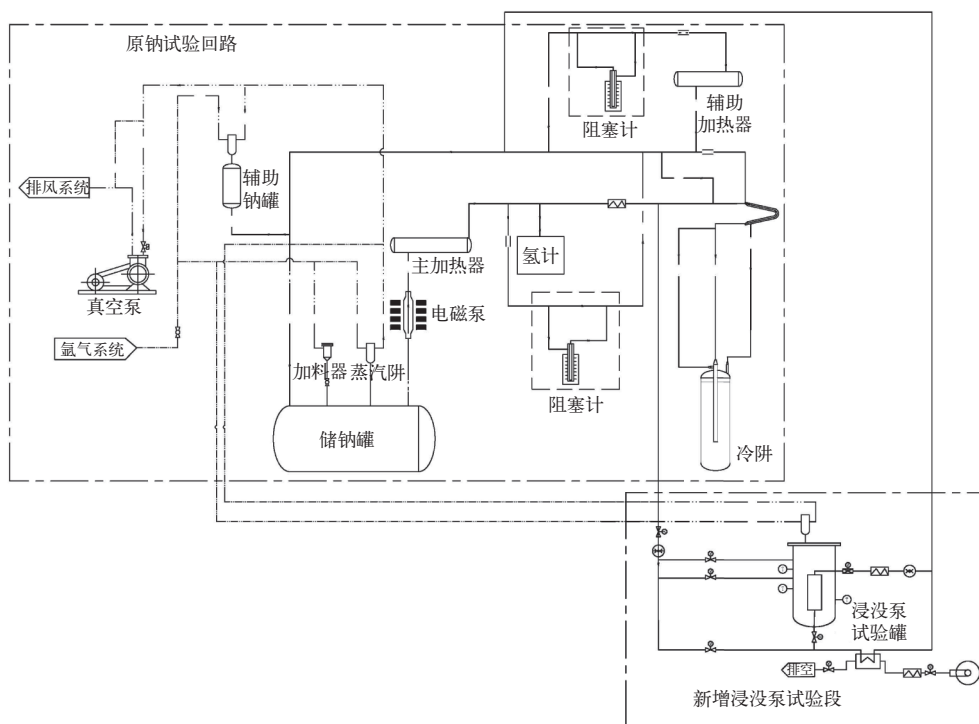 原钠试验回路
阻塞计
辅助
加热器
辅助
钠罐
排风系统
真空泵
氩气系统
主加热器
氢计
电磁泵
加料器
蒸汽阱
储钠罐
阻塞计
冷阱
浸没泵
试验罐
排空
新增浸没泵试验段